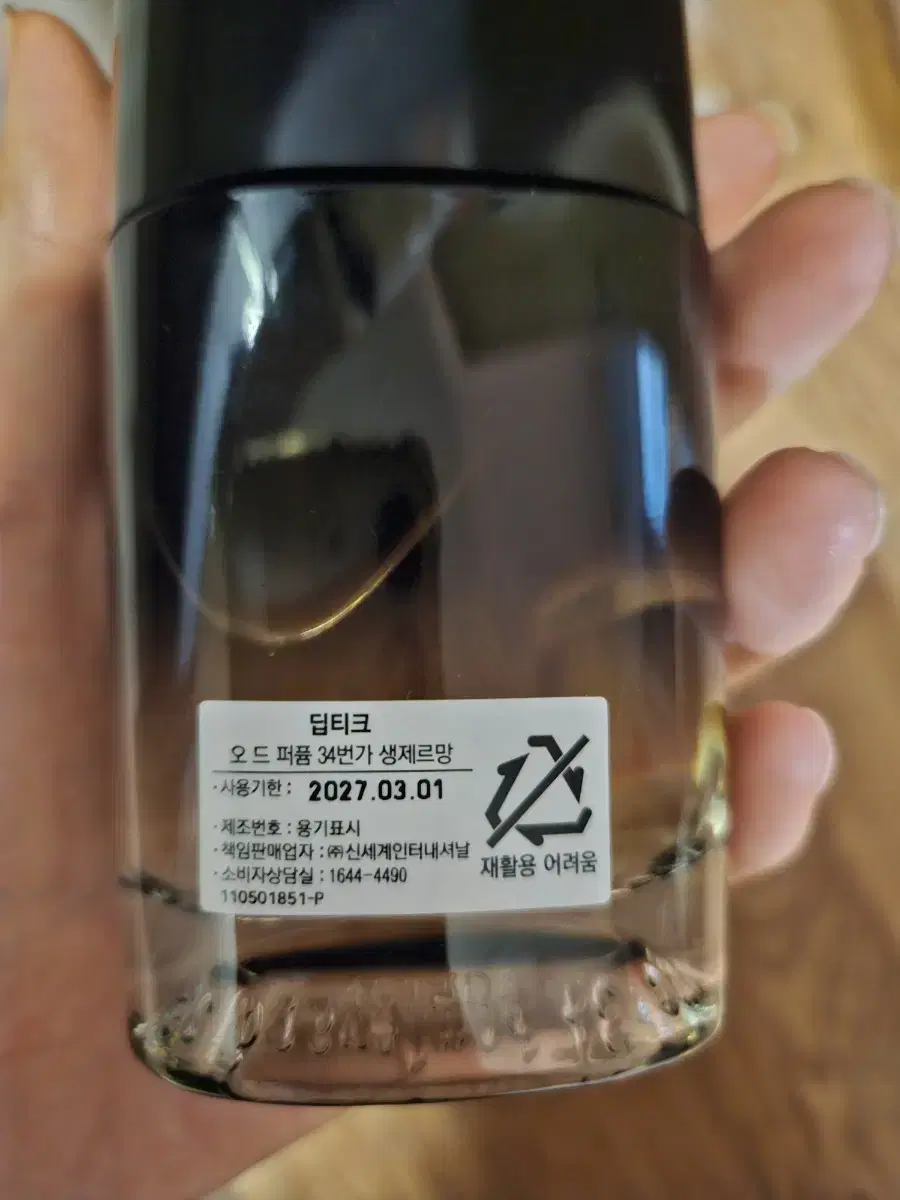 딥티크
오 드 퍼퓸 34번가 생제르망
·사용기한 : 2027.03.01
·제조번호 : 용기표시
·책임판매업자 : ㈜신세계인터내셔날
·소비자상담실 : 1644-4490
110501851-P
재활용 어려움